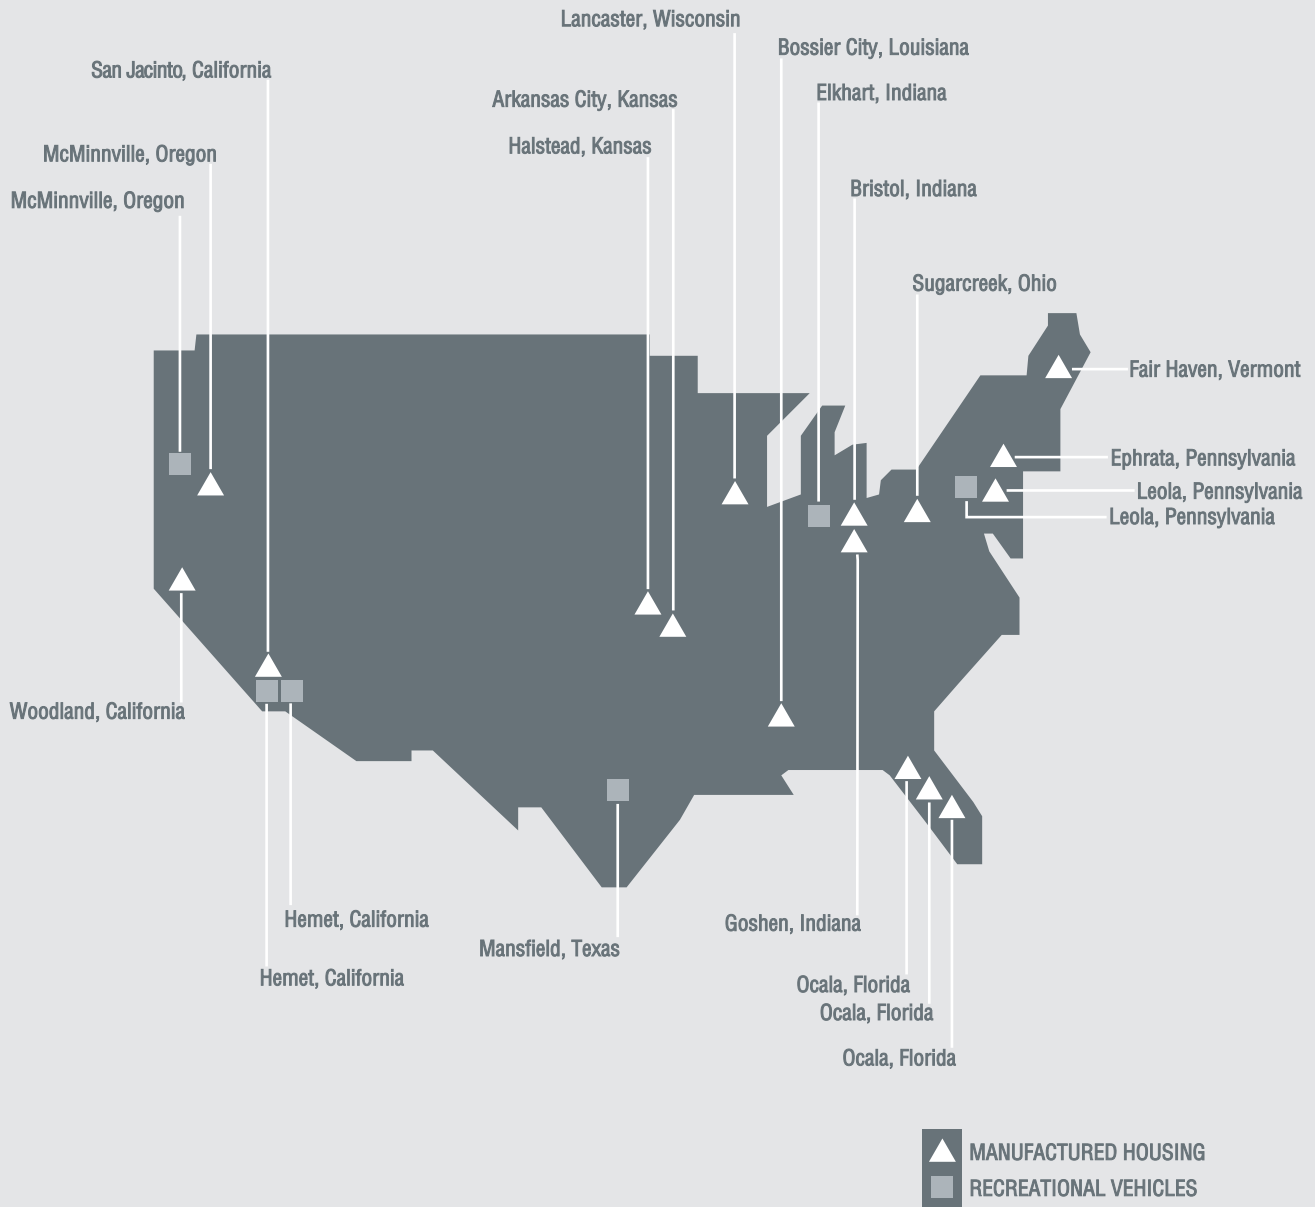 Lancaster, Wisconsin
Bossier City, Louisiana
San Jacinto, California
Elkhart, Indiana
Arkansas City, Kansas
Halstead, Kansas
McMinnville, Oregon
Bristol, Indiana
McMinnville, Oregon
Sugarcreek, Ohio
Fair Haven, Vermont
Ephrata, Pennsylvania
Leola, Pennsylvania
Leola, Pennsylvania
Woodland, California
Hemet, California
Goshen, Indiana
Mansfield, Texas
Hemet, California
Ocala, Florida
Ocala, Florida
Ocala, Florida
MANUFACTURED HOUSING
RECREATIONAL VEHICLES